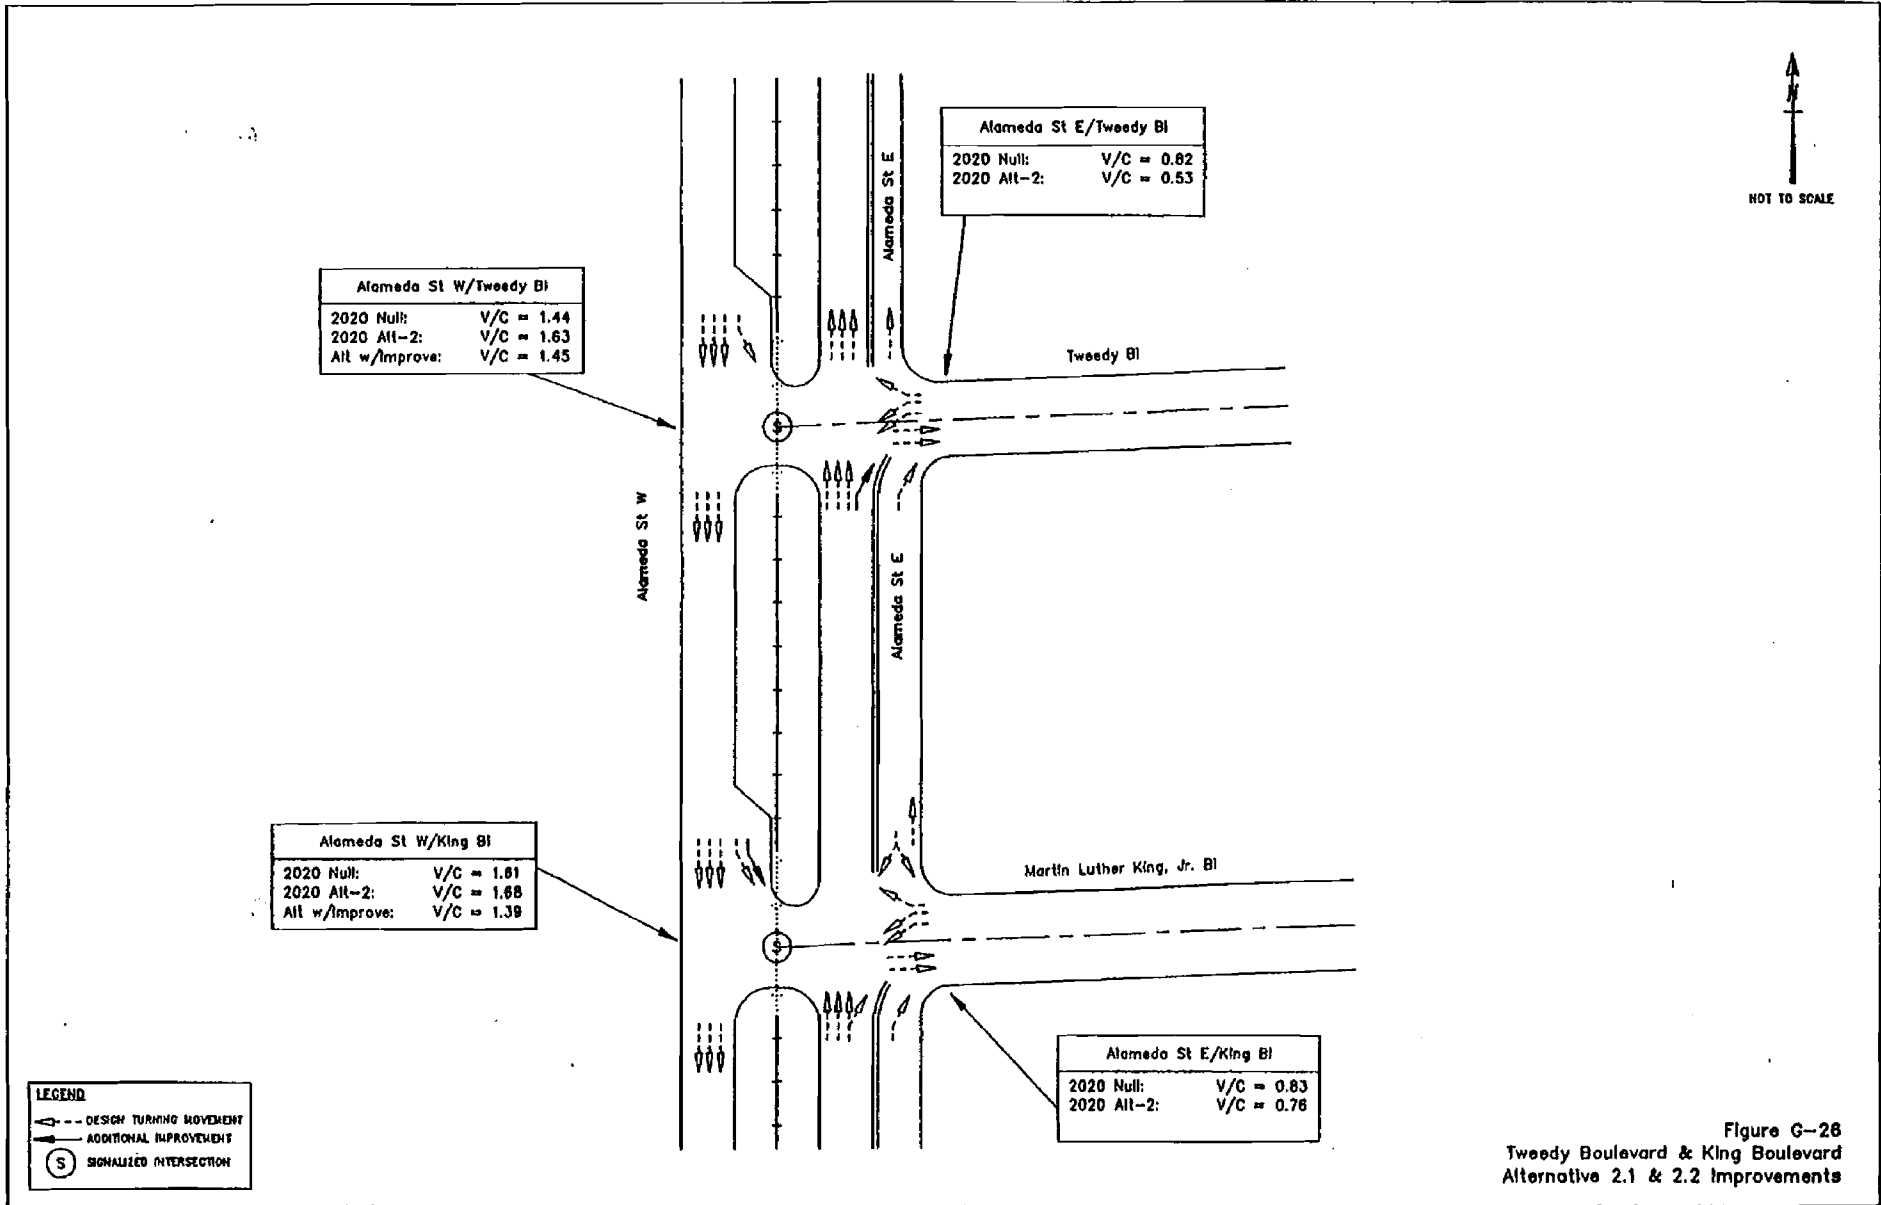 N
NOT TO SCALE
Alameda St E/Tweedy Bl
2020 Null: V/C = 0.82
2020 Alt-2: V/C = 0.53
Alameda St E
Alameda St W/Tweedy Bl
2020 Null: V/C = 1.44
2020 Alt-2: V/C = 1.63
Alt w/Improve: V/C = 1.45
Tweedy Bl
S
Alameda St W
Alameda St E
Alameda St W/King Bl
2020 Null: V/C = 1.61
2020 Alt-2: V/C = 1.68
Alt w/Improve: V/C = 1.39
Martin Luther King, Jr. Bl
S
Alameda St E/King Bl
2020 Null: V/C = 0.83
2020 Alt-2: V/C = 0.76
LEGEND
DESIGN TURNING MOVEMENT
ADDITIONAL IMPROVEMENT
S SIGNALIZED INTERSECTION
Figure G-26
Tweedy Boulevard & King Boulevard
Alternative 2.1 & 2.2 Improvements